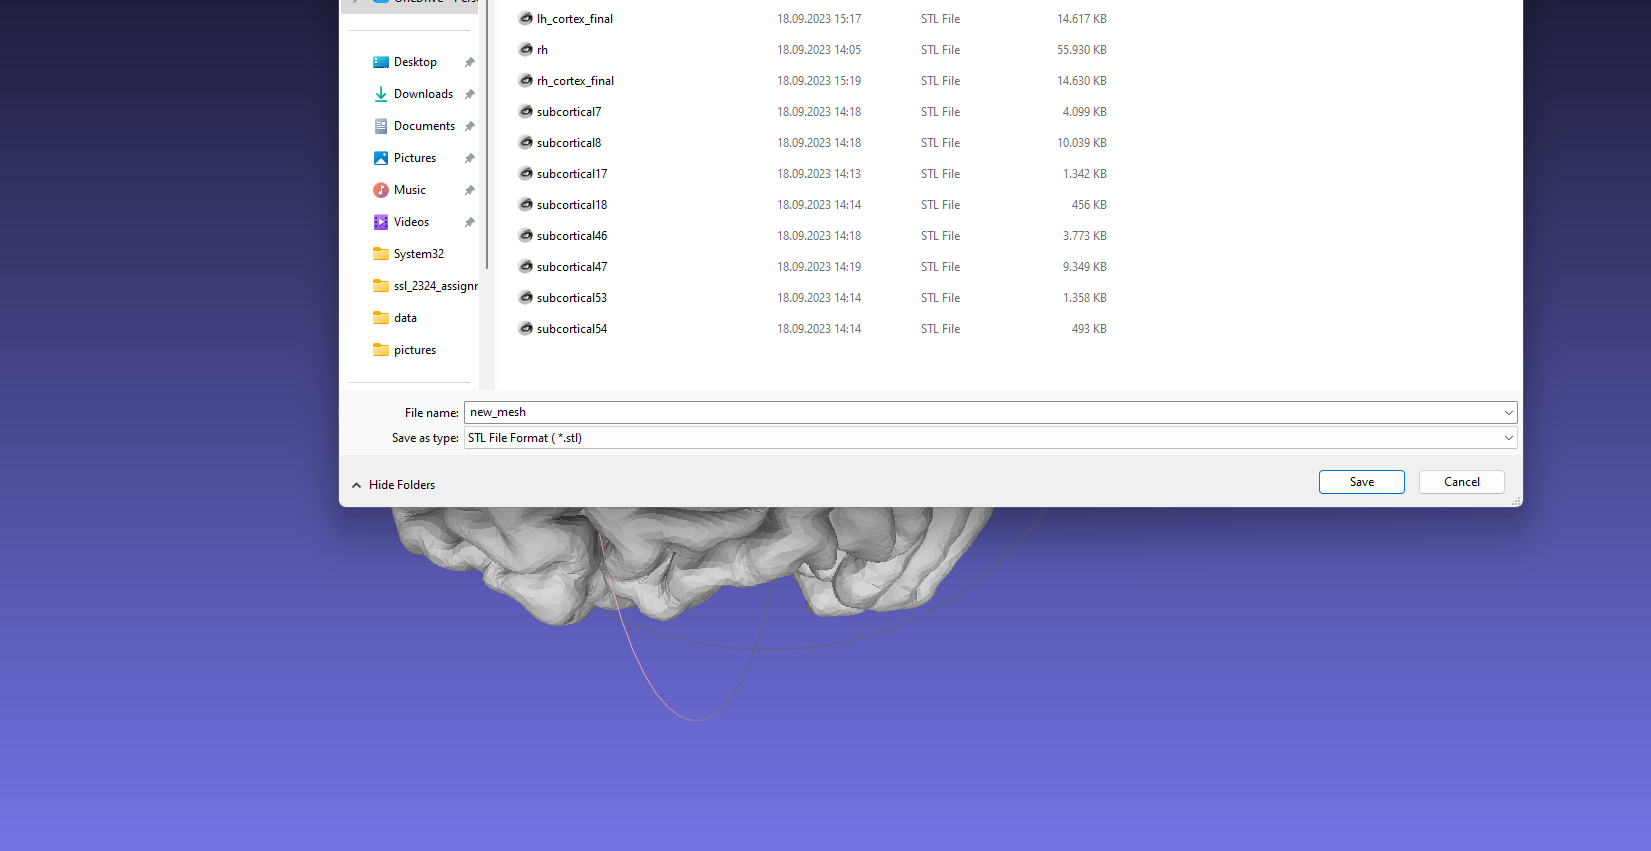 lh_cortex_final 18.09.2023 15:17 STL File 14.617 KB
rh 18.09.2023 14:05 STL File 55.930 KB
rh_cortex_final 18.09.2023 15:19 STL File 14.630 KB
subcortical7 18.09.2023 14:18 STL File 4.099 KB
subcortical8 18.09.2023 14:18 STL File 10.039 KB
subcortical17 18.09.2023 14:13 STL File 1.342 KB
subcortical18 18.09.2023 14:14 STL File 456 KB
subcortical46 18.09.2023 14:18 STL File 3.773 KB
subcortical47 18.09.2023 14:19 STL File 9.349 KB
subcortical53 18.09.2023 14:14 STL File 1.358 KB
subcortical54 18.09.2023 14:14 STL File 493 KB
Desktop
Downloads
Documents
Pictures
Music
Videos
System32
ssl_2324_assignr
data
pictures
File name: new_mesh
Save as type: STL File Format ( *.stl)
Hide Folders
Save
Cancel